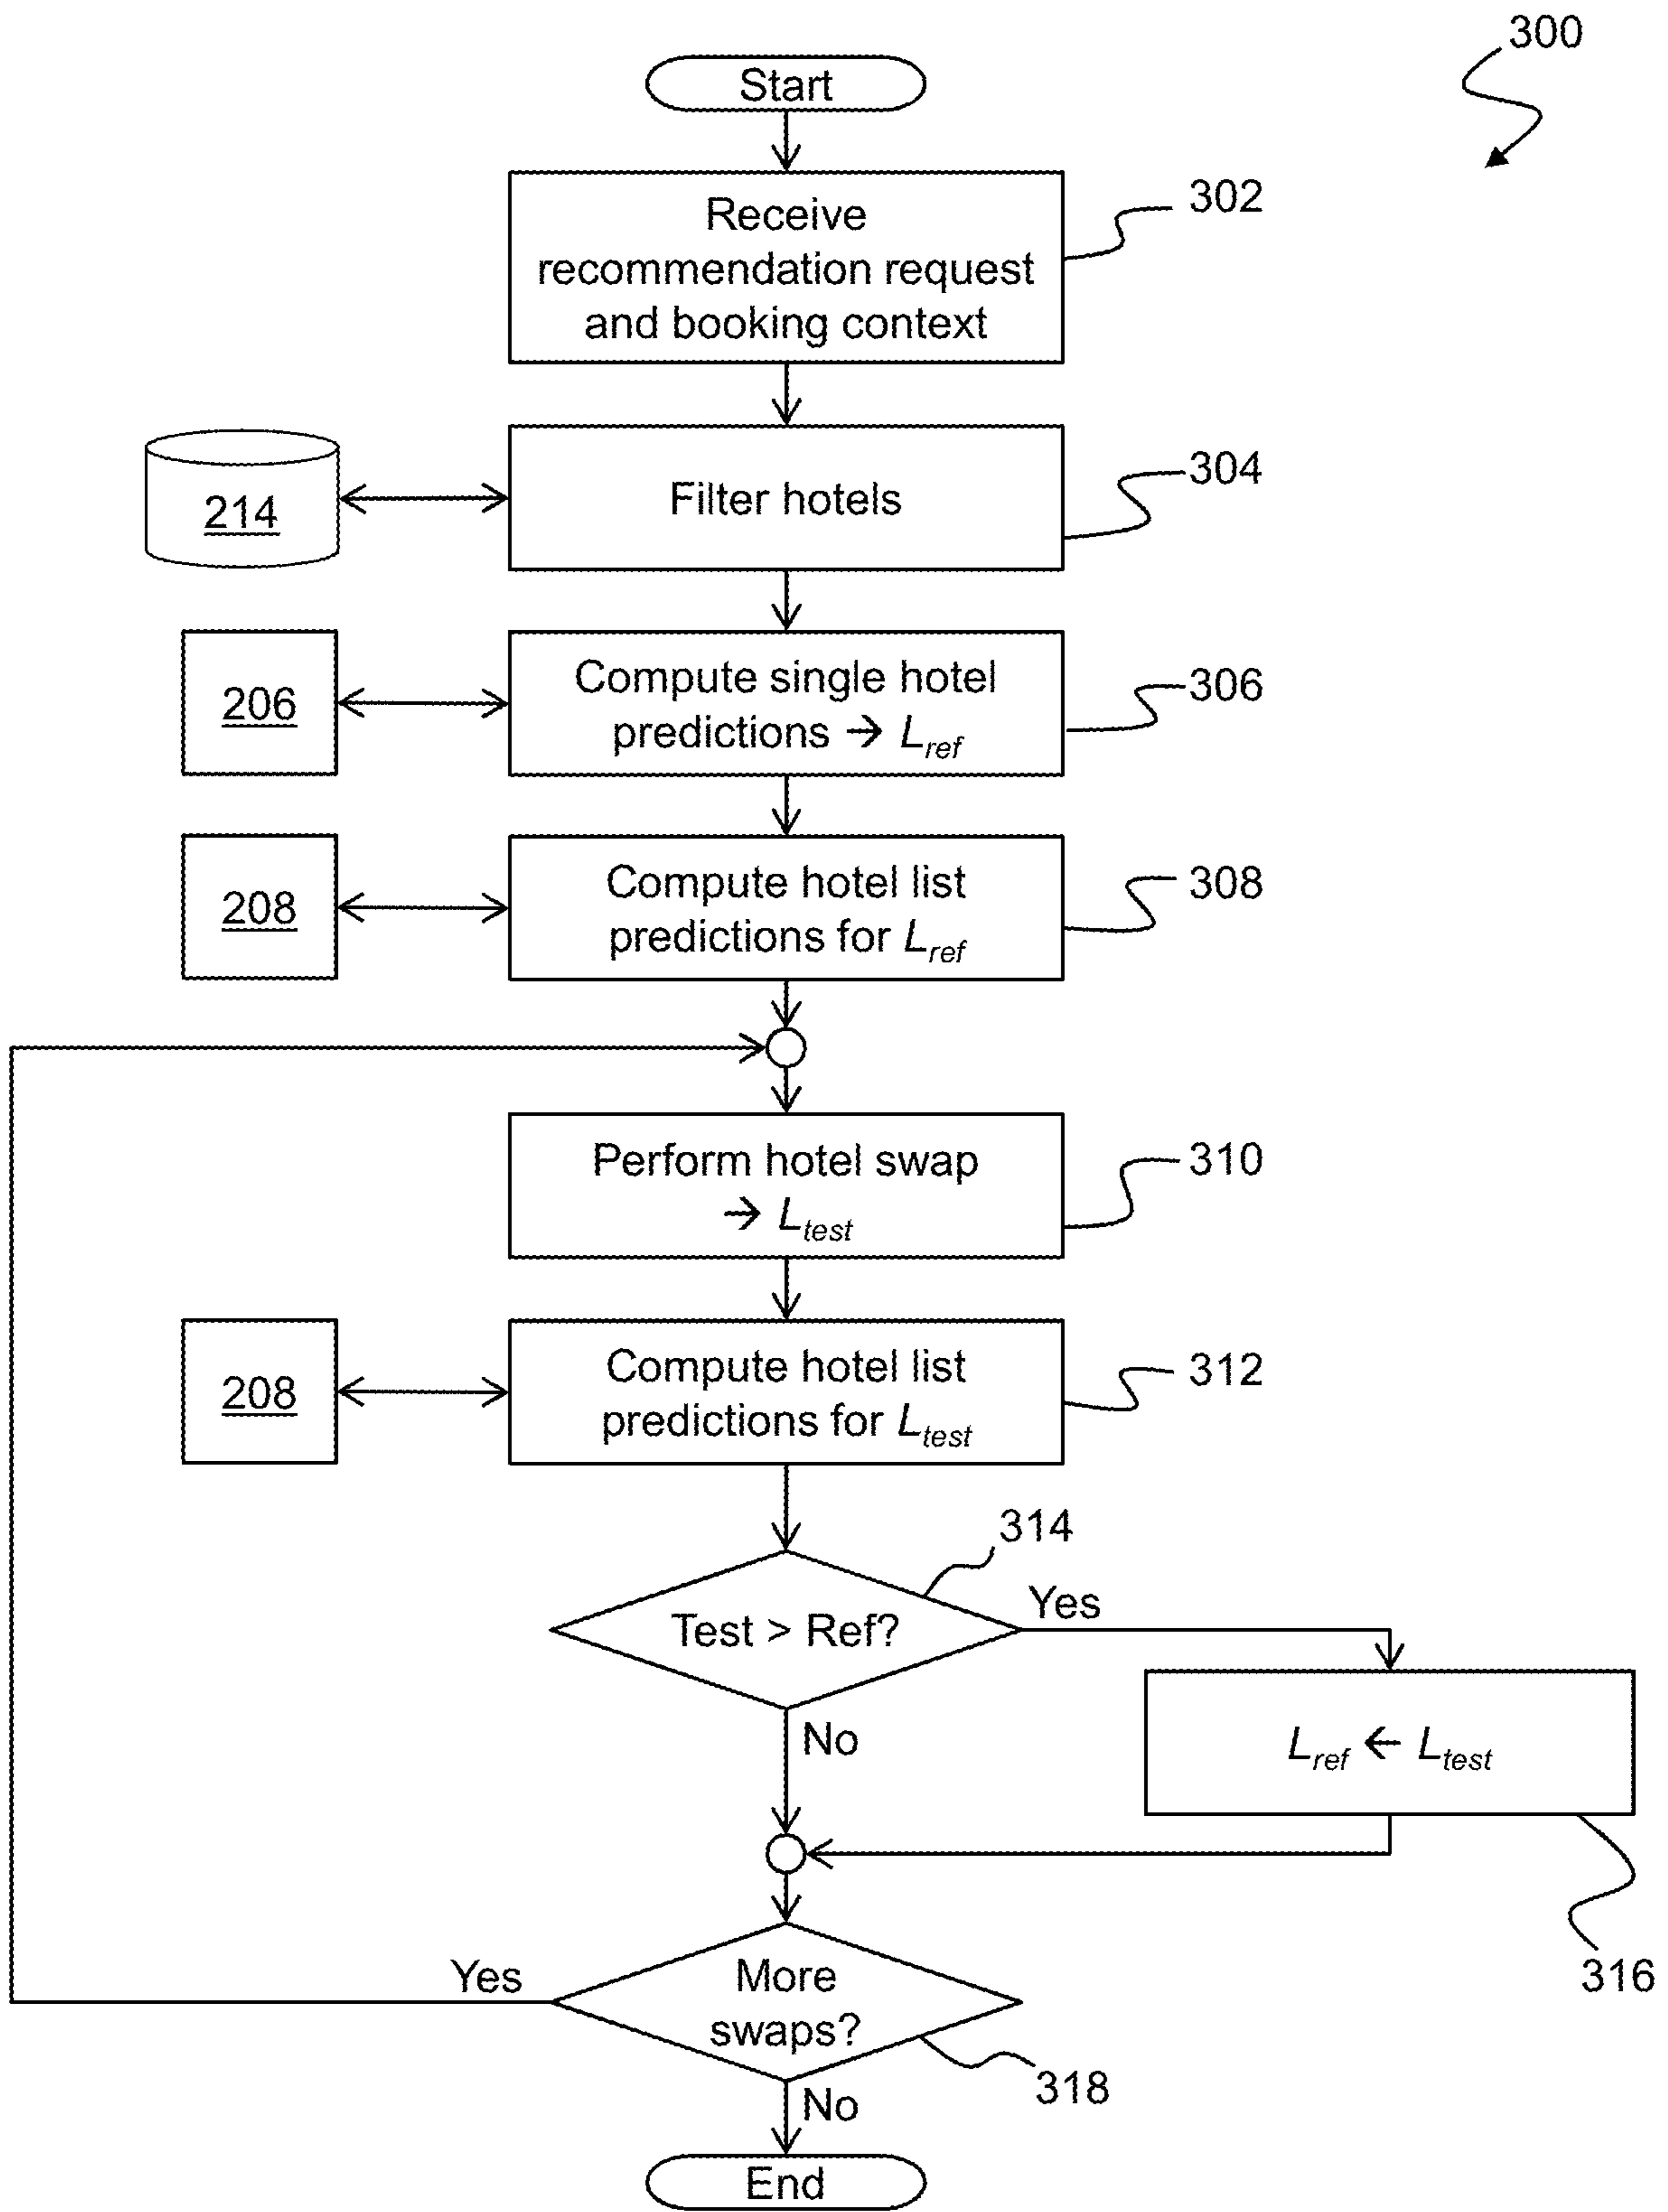 300
Start
Receive
recommendation request
and booking context
302
214
Filter hotels
304
206
Compute single hotel
predictions → Lref
306
208
Compute hotel list
predictions for Lref
308
Perform hotel swap
→ Ltest
310
208
Compute hotel list
predictions for Ltest
312
314
Test > Ref?
Yes
No
Lref ← Ltest
316
Yes
More
swaps?
318
No
End